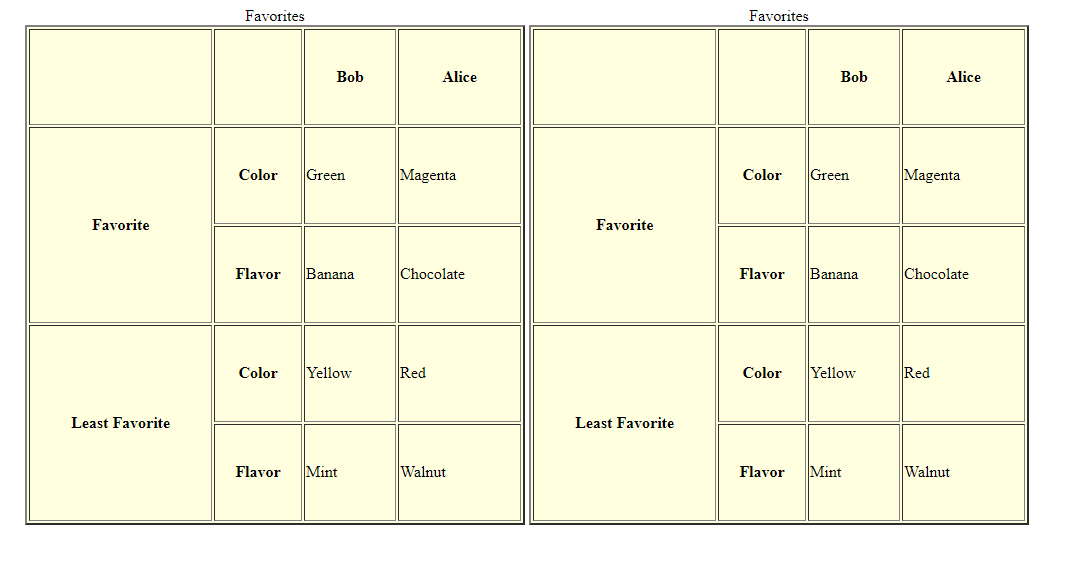 Favorites
Bob Alice
Favorite Color Green Magenta
Flavor Banana Chocolate
Least Favorite Color Yellow Red
Flavor Mint Walnut
Favorites
Bob Alice
Favorite Color Green Magenta
Flavor Banana Chocolate
Least Favorite Color Yellow Red
Flavor Mint Walnut